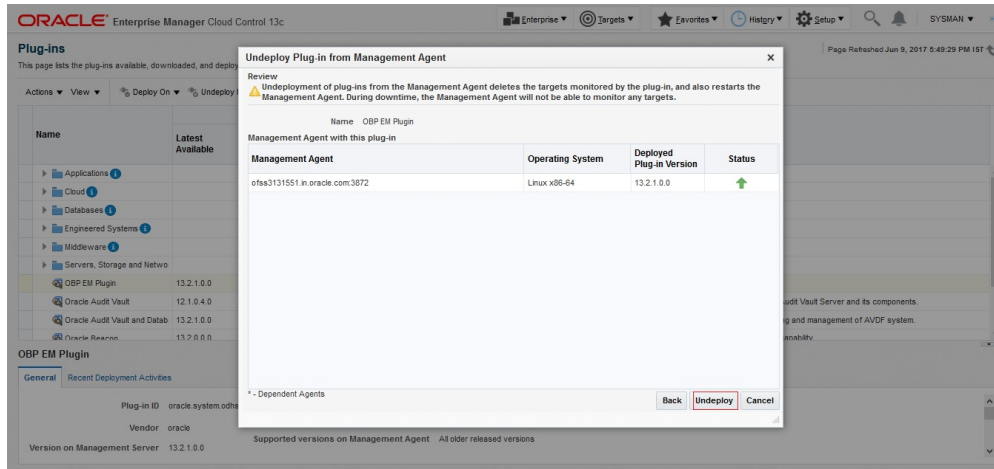 ORACLE Enterprise Manager Cloud Control 13c
Enterprise Targets Favorites History Setup SYSMAN
Plug-ins
Page Refreshed Jun 9, 2017 5:49:29 PM IST
This page lists the plug-ins available, downloaded, and deploy
Actions View Deploy On Undeploy
Name
Latest Available
Applications
Cloud
Databases
Engineered Systems
Middleware
Servers, Storage and Netwo
OBP EM Plugin 13.2.1.0.0
Oracle Audit Vault 12.1.0.4.0
udit Vault Server and its components.
Oracle Audit Vault and Datab 13.2.1.0.0
g and management of AVDF system.
Oracle Beacon 13.2.0.0.0
Undeploy Plug-in from Management Agent
Review
Undeployment of plug-ins from the Management Agent deletes the targets monitored by the plug-in, and also restarts the
Management Agent. During downtime, the Management Agent will not be able to monitor any targets.
Name OBP EM Plugin
Management Agent with this plug-in
Management Agent Operating System Deployed Plug-in Version Status
ofss3131551.in.oracle.com:3872 Linux x86-64 13.2.1.0.0
* - Dependent Agents
Back Undeploy Cancel
OBP EM Plugin
General Recent Deployment Activities
Plug-in ID oracle.system.odhs
Vendor oracle
Supported versions on Management Agent All older released versions
Version on Management Server 13.2.1.0.0